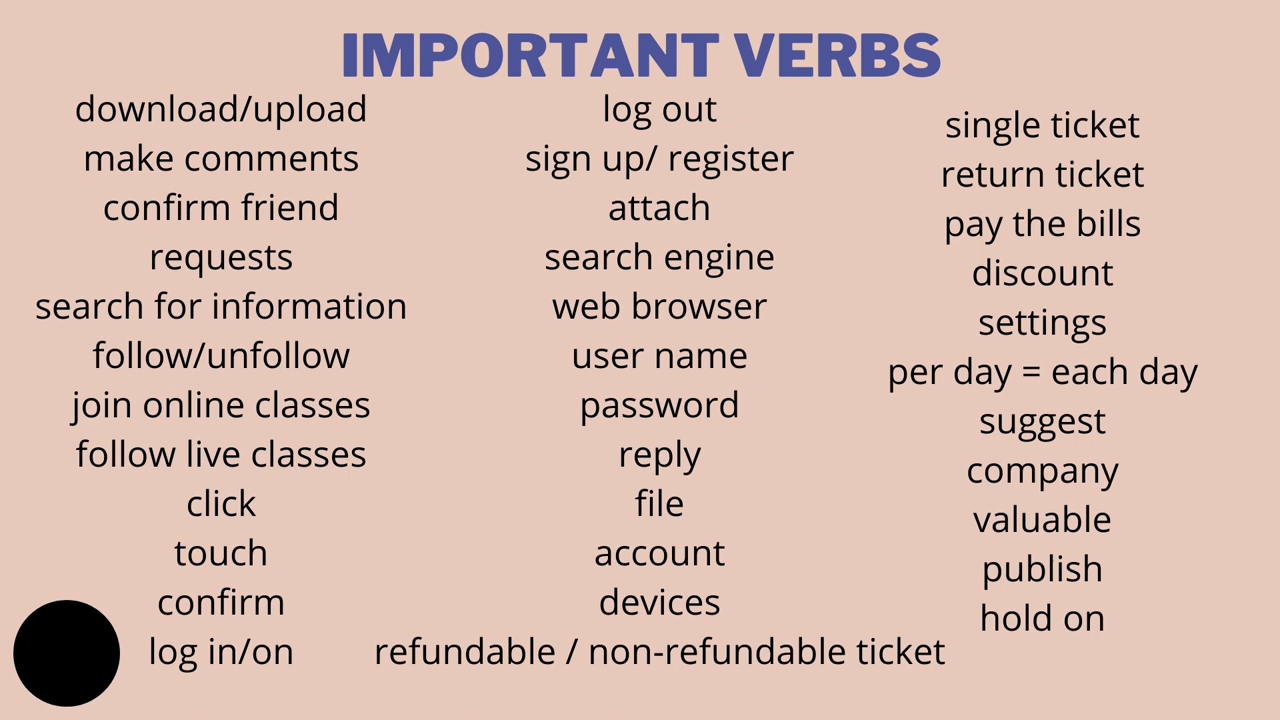 IMPORTANT VERBS
download/upload
make comments
confirm friend
requests
search for information
follow/unfollow
join online classes
follow live classes
click
touch
confirm
log in/on
log out
sign up/ register
attach
search engine
web browser
user name
password
reply
file
account
devices
refundable / non-refundable ticket
single ticket
return ticket
pay the bills
discount
settings
per day = each day
suggest
company
valuable
publish
hold on